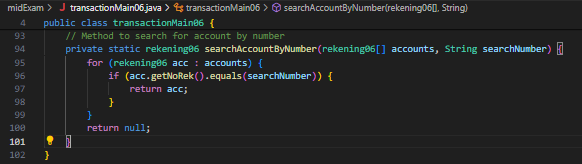 midExam > J transactionMain06.java > transactionMain06 > searchAccountByNumber(rekening06[], String)
4 public class transactionMain06 {
93 // Method to search for account by number
94 private static rekening06 searchAccountByNumber(rekening06[] accounts, String searchNumber) {
95 for (rekening06 acc : accounts) {
96 if (acc.getNoRek().equals(searchNumber)) {
97 return acc;
98 }
99 }
100 return null;
101 }
102 }